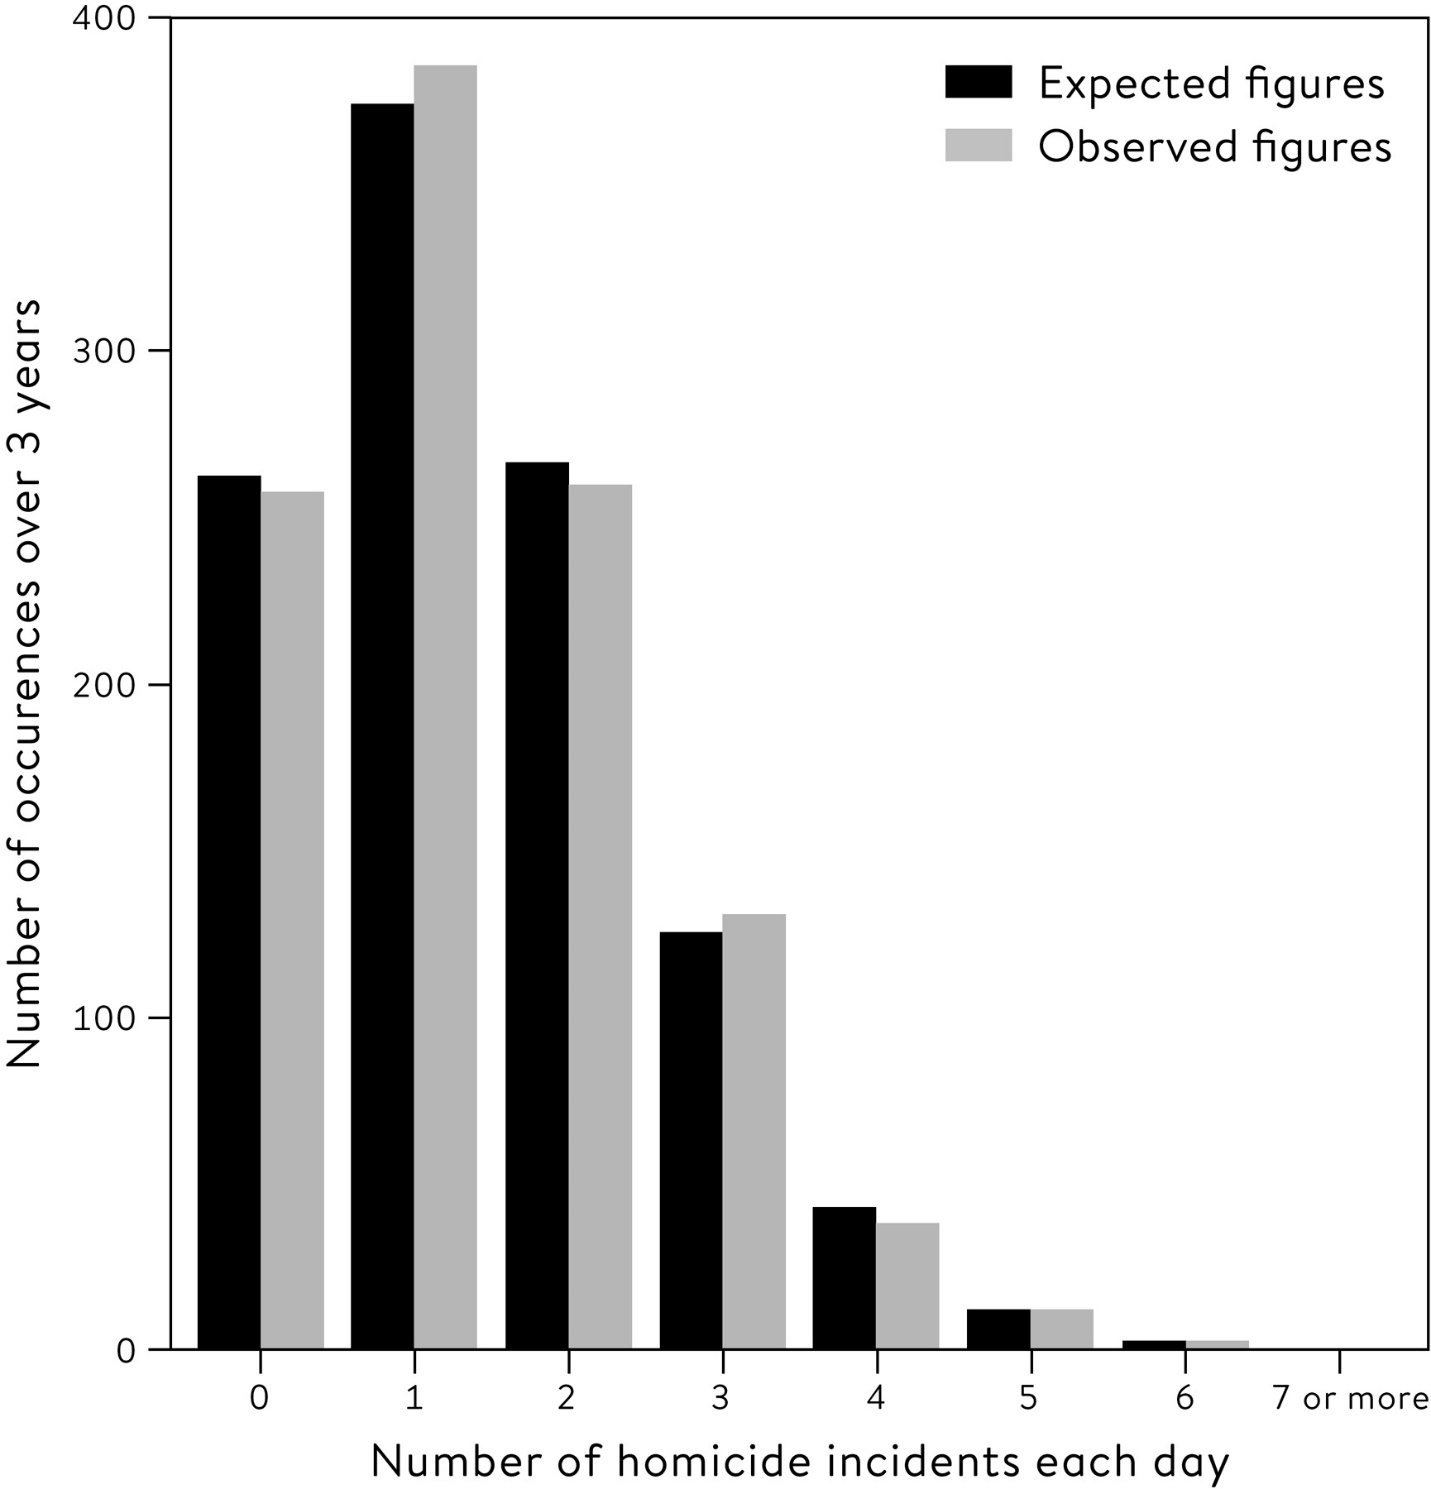 400
300
200
100
0
Number of occurences over 3 years
Expected figures
Observed figures
0 1 2 3 4 5 6 7 or more
Number of homicide incidents each day